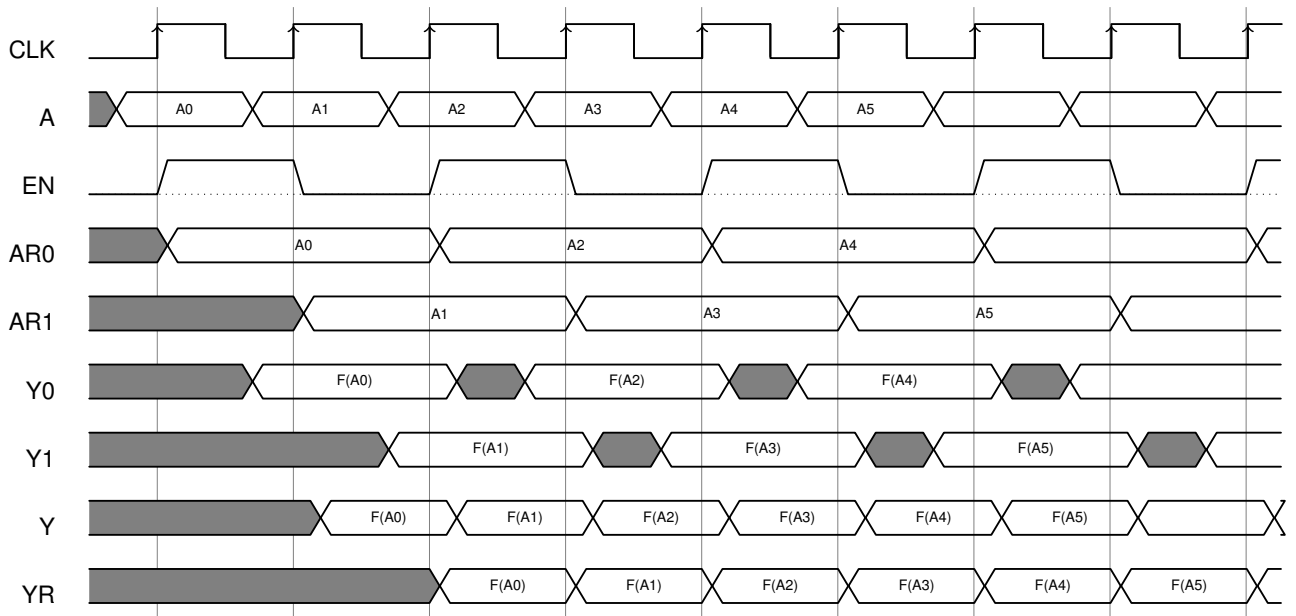 CLK
A A0 A1 A2 A3 A4 A5
EN
AR0 A0 A2 A4
AR1 A1 A3 A5
Y0 F(A0) F(A2) F(A4)
Y1 F(A1) F(A3) F(A5)
Y F(A0) F(A1) F(A2) F(A3) F(A4) F(A5)
YR F(A0) F(A1) F(A2) F(A3) F(A4) F(A5)